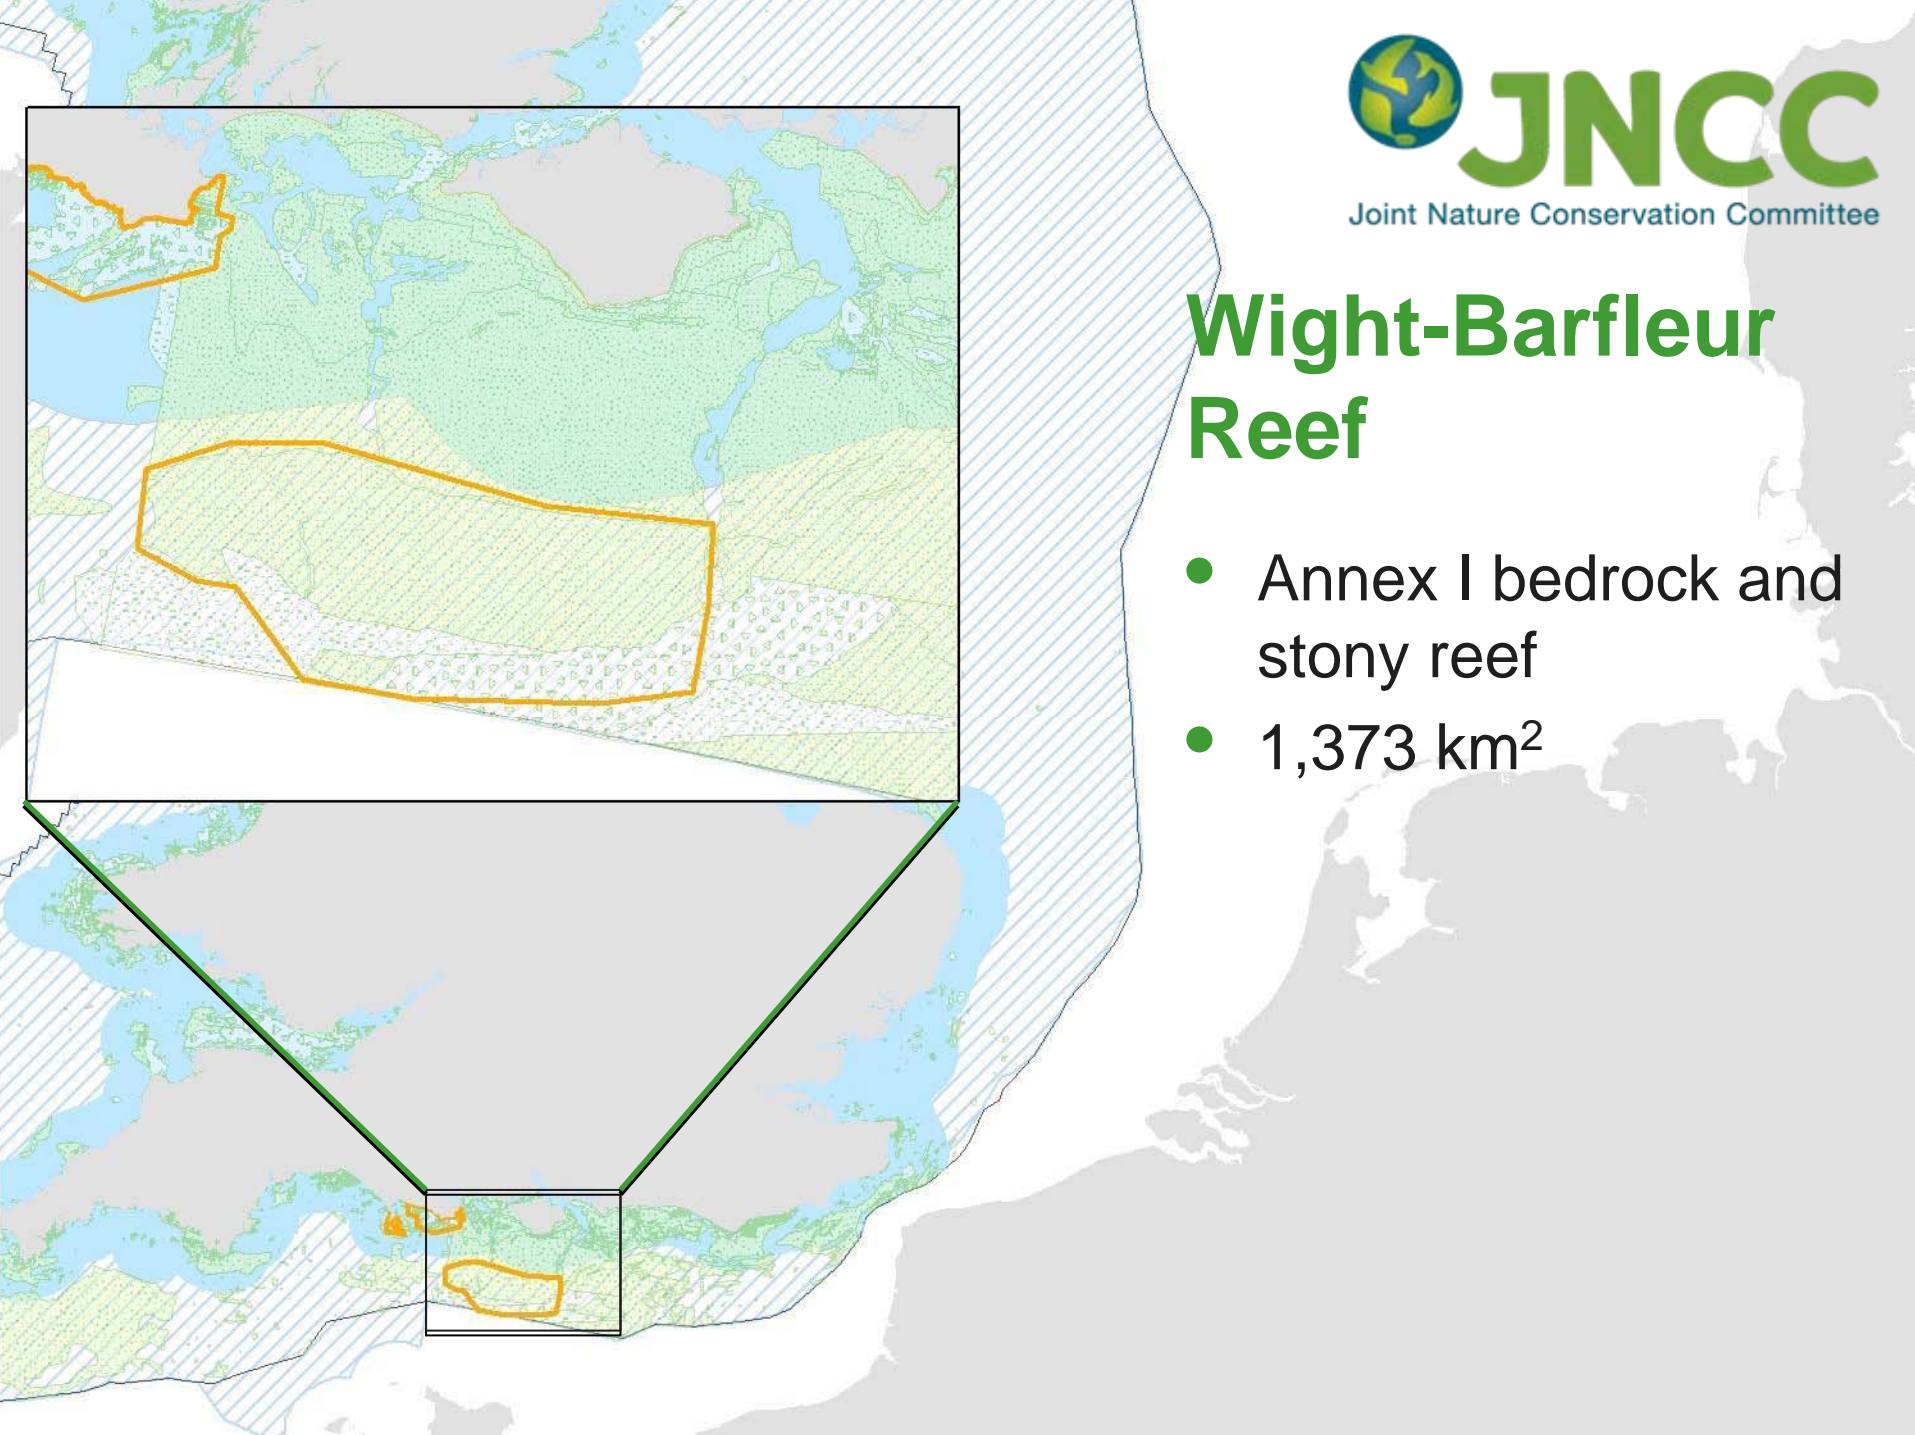 JNCC
Joint Nature Conservation Committee
Wight-Barfleur
Reef
• Annex I bedrock and
stony reef
• 1,373 km²